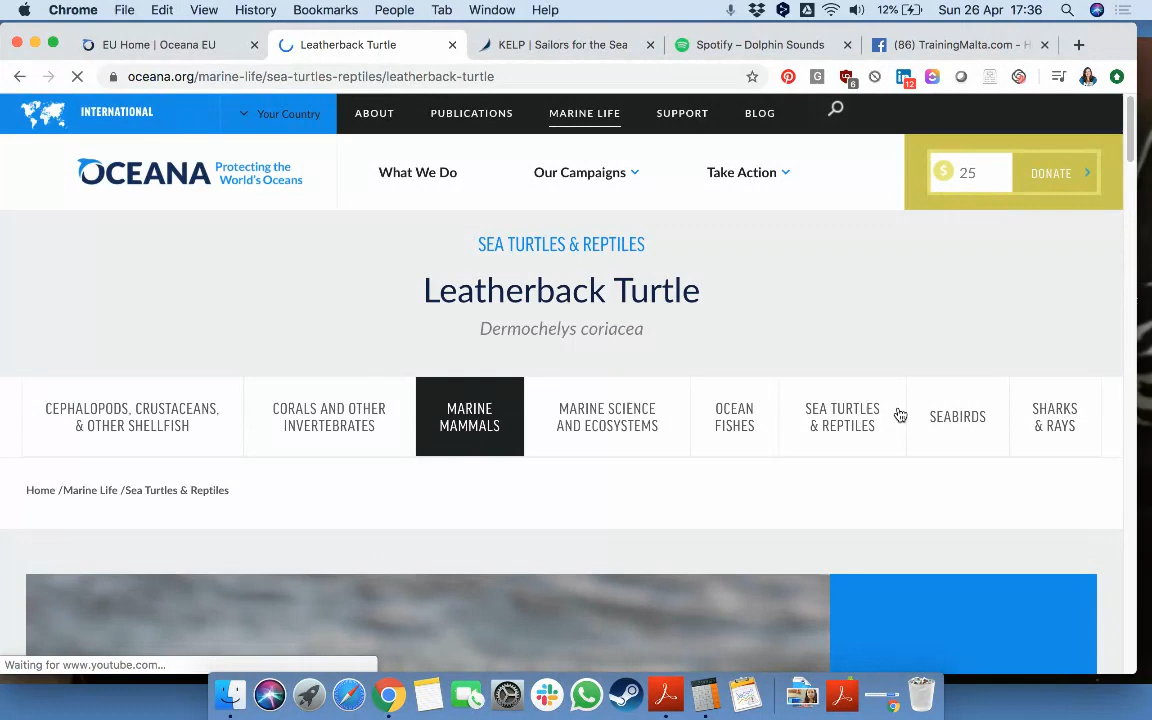 Chrome File Edit View History Bookmarks People Tab Window Help 12% Sun 26 Apr 17:36
EU Home | Oceana EU
Leatherback Turtle
KELP | Sailors for the Sea
Spotify – Dolphin Sounds
(86) TrainingMalta.com - H
oceana.org/marine-life/sea-turtles-reptiles/leatherback-turtle
6
12
INTERNATIONAL Your Country ABOUT PUBLICATIONS MARINE LIFE SUPPORT BLOG
OCEANA Protecting the
World's Oceans
What We Do Our Campaigns Take Action $ 25 DONATE
SEA TURTLES & REPTILES
Leatherback Turtle
Dermochelys coriacea
CEPHALOPODS, CRUSTACEANS,
& OTHER SHELLFISH
CORALS AND OTHER
INVERTEBRATES
MARINE
MAMMALS
MARINE SCIENCE
AND ECOSYSTEMS
OCEAN
FISHES
SEA TURTLES
& REPTILES
SEABIRDS
SHARKS
& RAYS
Home /Marine Life /Sea Turtles & Reptiles
Waiting for www.youtube.com...